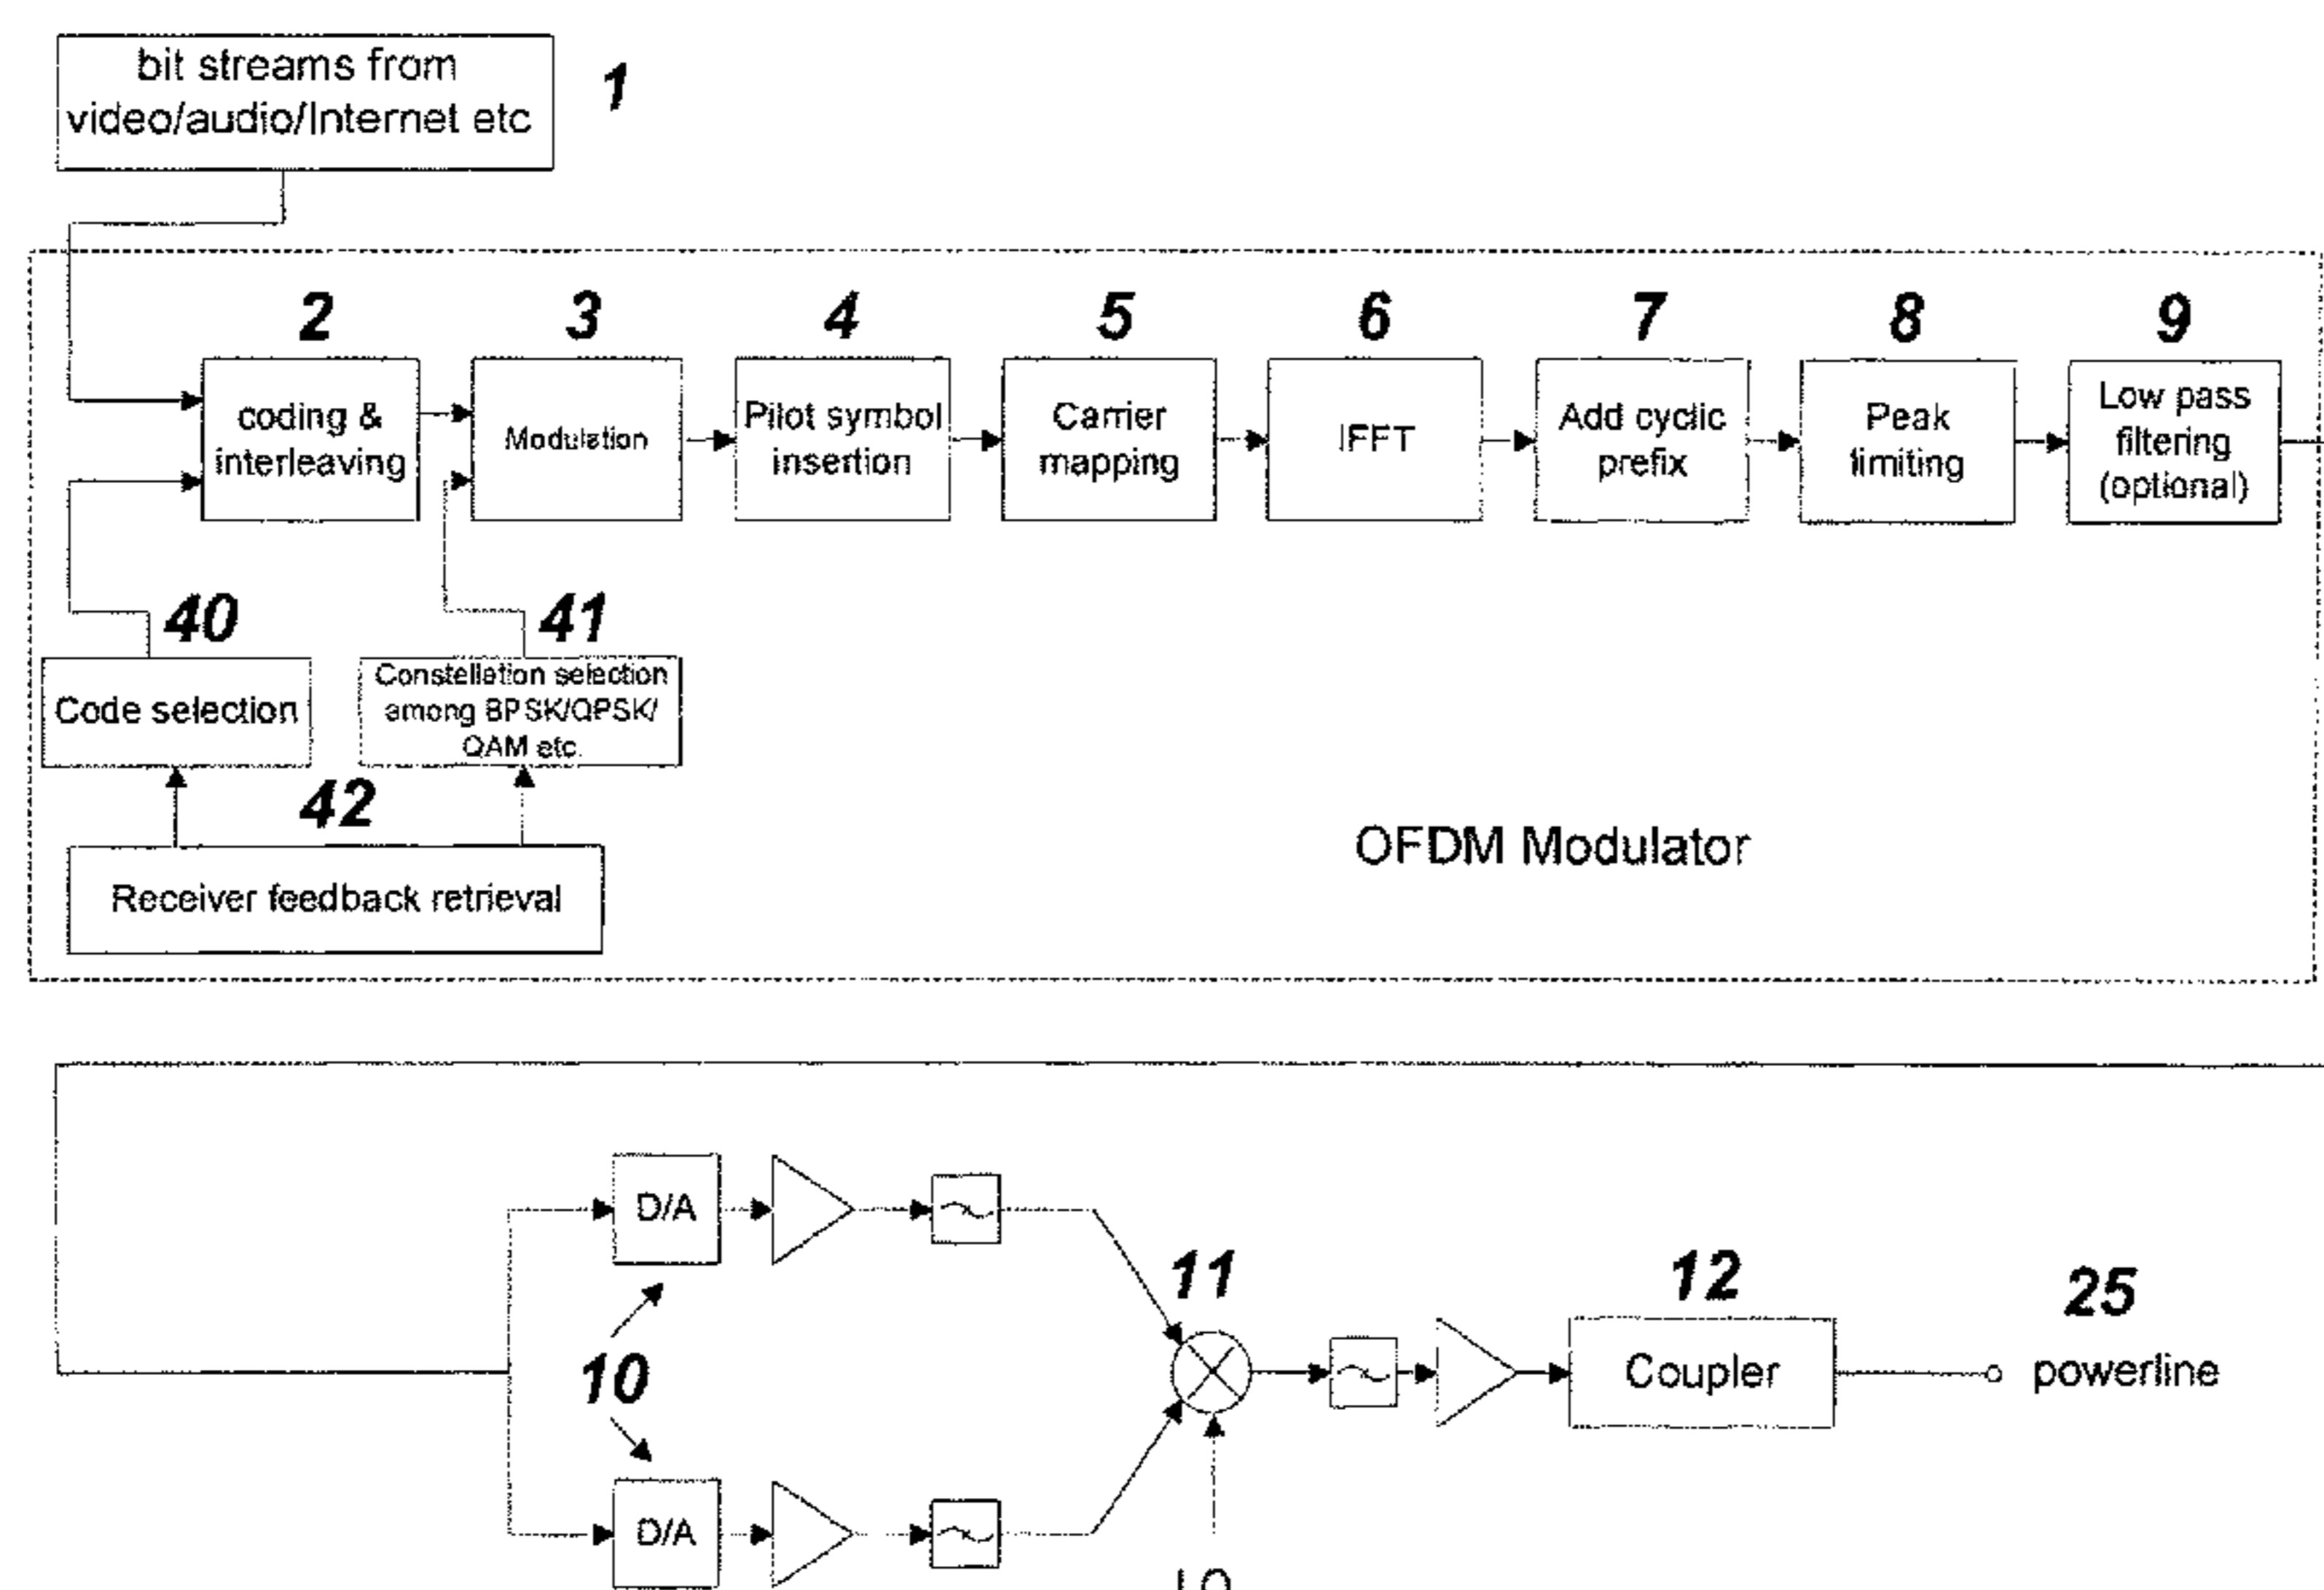 bit streams from
video/audio/Internet etc
1
2
3
4
5
6
7
8
9
coding &
interleaving
Modulation
Pilot symbol
insertion
Carrier
mapping
IFFT
Add cyclic
prefix
Peak
limiting
Low pass
filtering
(optional)
40
41
Code selection
Constellation selection
among BPSK/QPSK/
QAM etc.
42
Receiver feedback retrieval
OFDM Modulator
D/A
11
12
25
10
Coupler
powerline
D/A
LO